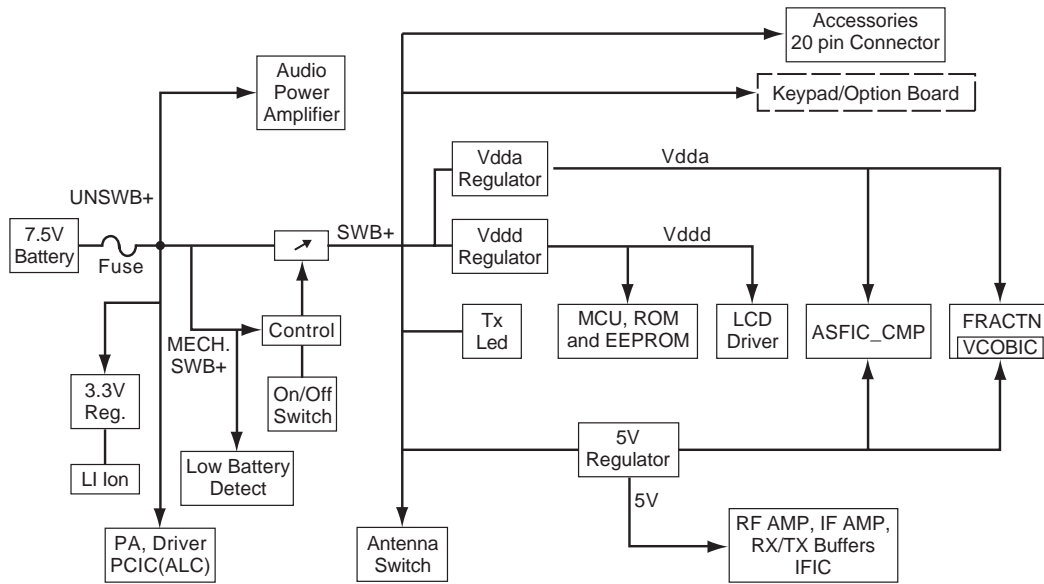 Accessories
20 pin Connector
Audio
Power
Amplifier
Keypad/Option Board
Vdda
Regulator
Vdda
UNSWB+
7.5V
Battery
Fuse
SWB+
Vddd
Regulator
Vddd
MECH.
SWB+
Control
Tx
Led
MCU, ROM
and EEPROM
LCD
Driver
ASFIC_CMP
FRACTN
VCOBIC
3.3V
Reg.
On/Off
Switch
LI Ion
Low Battery
Detect
5V
Regulator
5V
PA, Driver
PCIC(ALC)
Antenna
Switch
RF AMP, IF AMP,
RX/TX Buffers
IFIC